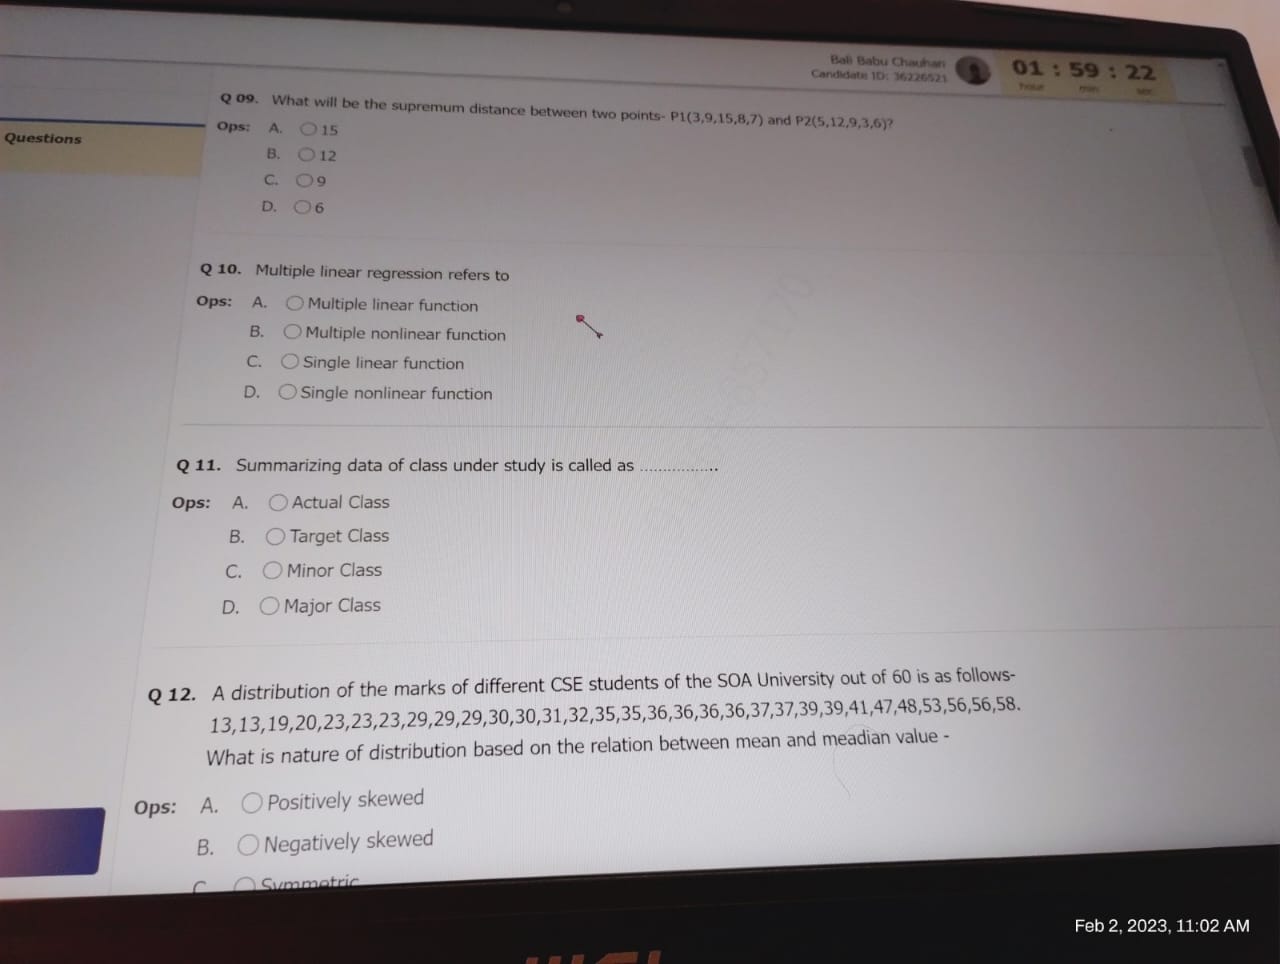 Bali Babu Chauhan
Candidate ID: 36226521
01 : 59 : 22
hour min sec
Questions
Q 09. What will be the supremum distance between two points- P1(3,9,15,8,7) and P2(5,12,9,3,6)?
Ops: A. 15
B. 12
C. 9
D. 6
Q 10. Multiple linear regression refers to
Ops: A. Multiple linear function
B. Multiple nonlinear function
C. Single linear function
D. Single nonlinear function
Q 11. Summarizing data of class under study is called as ................
Ops: A. Actual Class
B. Target Class
C. Minor Class
D. Major Class
Q 12. A distribution of the marks of different CSE students of the SOA University out of 60 is as follows-
13,13,19,20,23,23,23,29,29,29,30,30,31,32,35,35,36,36,36,36,37,37,39,39,41,47,48,53,56,56,58.
What is nature of distribution based on the relation between mean and meadian value -
Ops: A. Positively skewed
B. Negatively skewed
C Symmetric
Feb 2, 2023, 11:02 AM